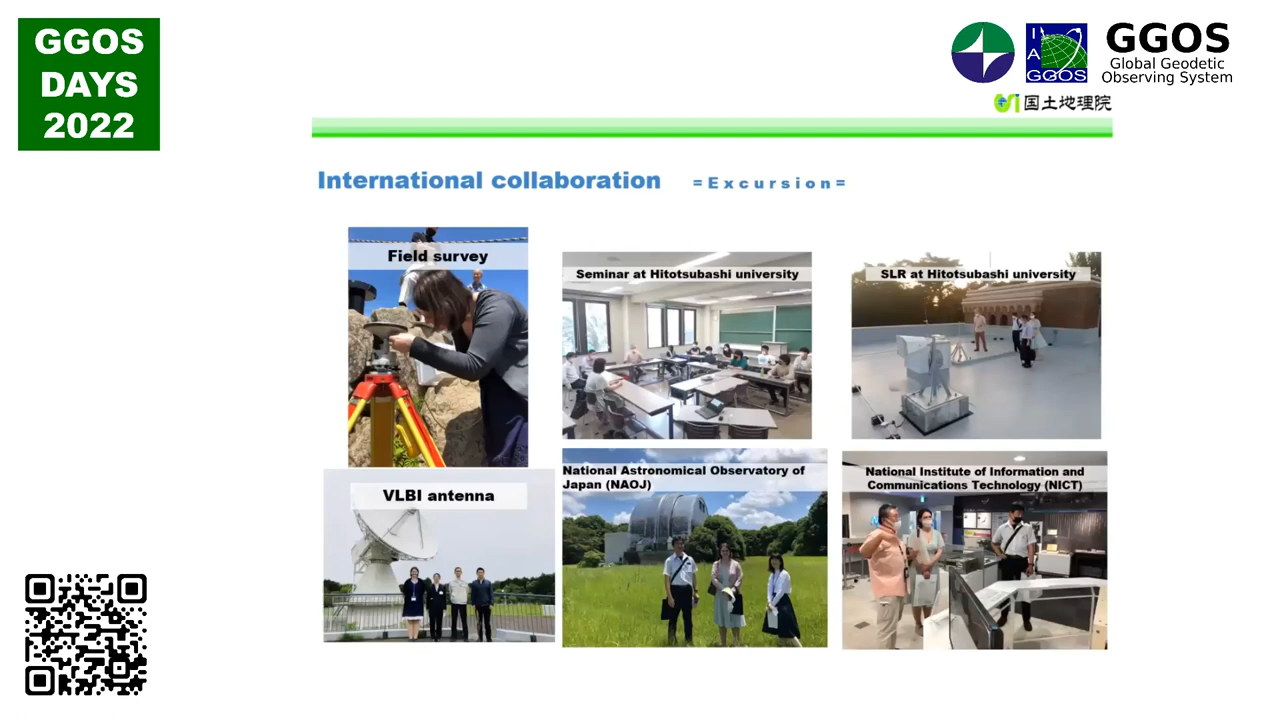 GGOS
DAYS
2022
I
A
GGOS
GGOS
Global Geodetic
Observing System
国土地理院
International collaboration =Excursion=
Field survey
Seminar at Hitotsubashi university
SLR at Hitotsubashi university
VLBI antenna
National Astronomical Observatory of
Japan (NAOJ)
National Institute of Information and
Communications Technology (NICT)